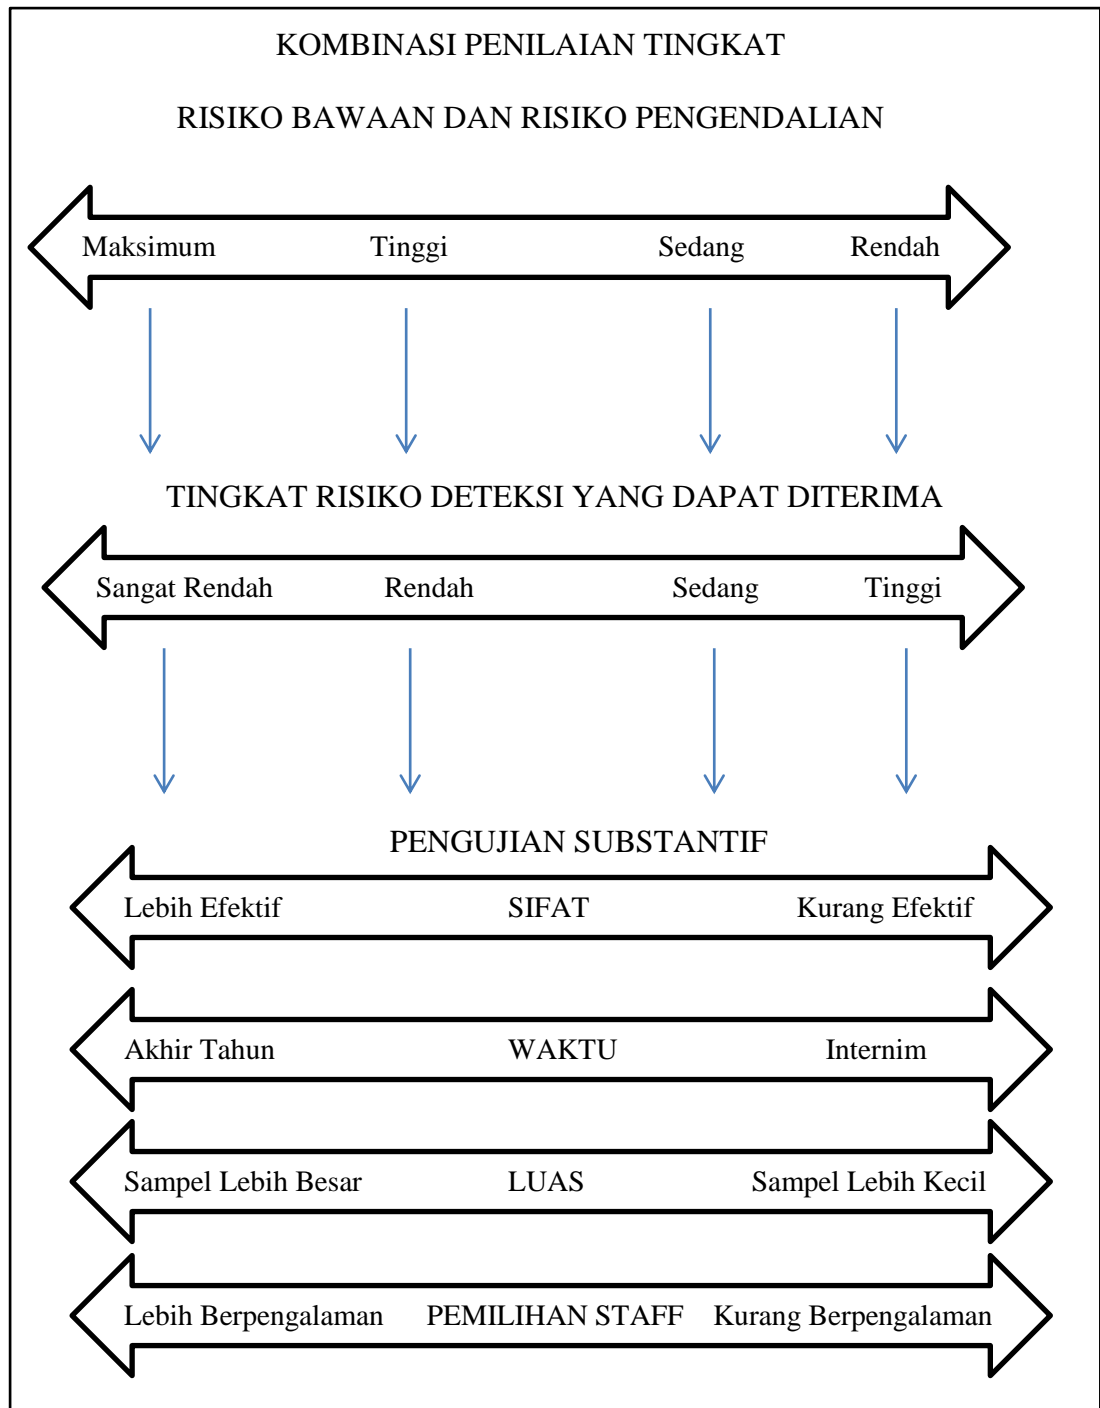 KOMBINASI PENILAIAN TINGKAT
RISIKO BAWAAN DAN RISIKO PENGENDALIAN
Maksimum Tinggi Sedang Rendah
TINGKAT RISIKO DETEKSI YANG DAPAT DITERIMA
Sangat Rendah Rendah Sedang Tinggi
PENGUJIAN SUBSTANTIF
Lebih Efektif SIFAT Kurang Efektif
Akhir Tahun WAKTU Internim
Sampel Lebih Besar LUAS Sampel Lebih Kecil
Lebih Berpengalaman PEMILIHAN STAFF Kurang Berpengalaman